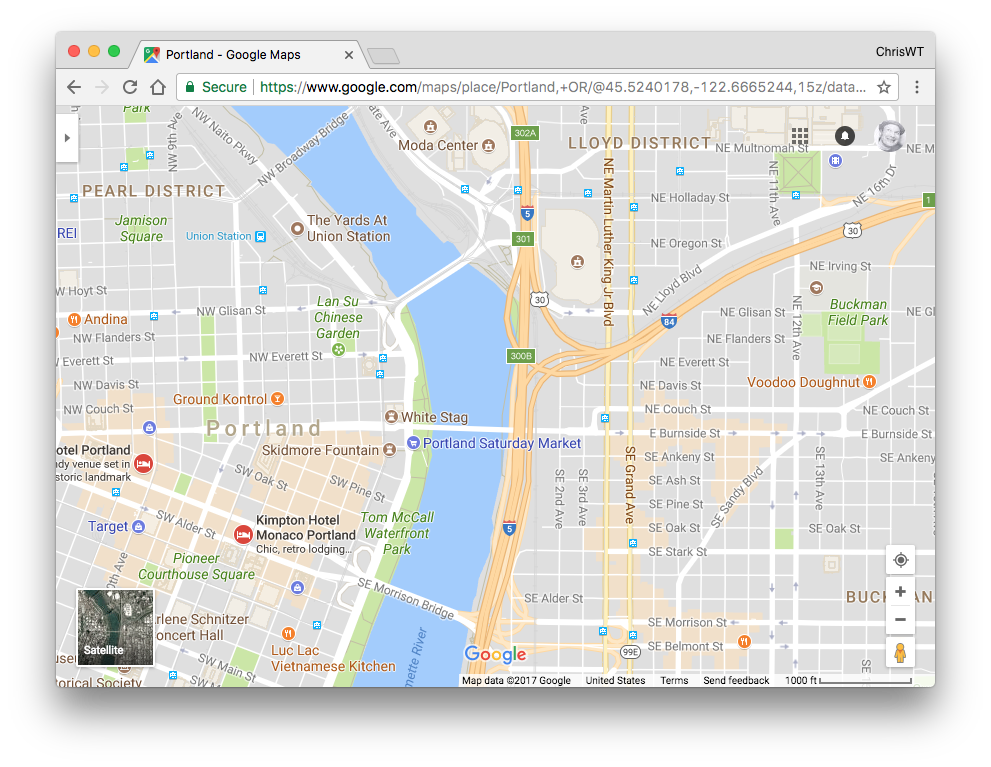 Portland - Google Maps
ChrisWT
Secure
https://www.google.com/maps/place/Portland,+OR/@45.5240178,-122.6665244,15z/data...
Park
NW 9th Ave
NW Naito Pkwy
NW Broadway Bridge
Moda Center
302A
LLOYD DISTRICT
NE Multnomah St
NE M
PEARL DISTRICT
NE 11th Ave
NE 16th Dr
NE Holladay St
1
Jamison
Square
The Yards At
Union Station
5
REI
Union Station
301
NE Martin Luther King Jr Blvd
30
NE Oregon St
NE Irving St
NE Lloyd Blvd
W Hoyt St
Lan Su
Chinese
Garden
30
Buckman
Field Park
NW Glisan St
NE Glisan St
NE Gl
Andina
84
NE 12th Ave
NW Flanders St
NE Flanders St
W Everett St
NW Everett St
300B
NE Everett St
NW Davis St
NE Davis St
Voodoo Doughnut
Ground Kontrol
NW Couch St
NE Couch St
NE Couch St
White Stag
Portland
E Burnside St
E Burnside St
Portland Saturday Market
otel Portland
dy venue set in
storic landmark
Skidmore Fountain
SE Ankeny St
SE Ankeny
SW Oak St
SW Pine St
SE 2nd Ave
SE 3rd Ave
SE Grand Ave
SE Ash St
SE Sandy Blvd
SE 13th Ave
SE Pine St
Kimpton Hotel
Monaco Portland
Chic, retro lodging...
Tom McCall
Waterfront
Park
Target
SW Alder St
5
SE Oak St
SE Oak St
SE Stark St
Pioneer
Courthouse Square
0th Ave
SE Morrison Bridge
SE Alder St
BUCK
AN
rlene Schnitzer
oncert Hall
SE Morrison St
Satellite
Luc Lac
Vietnamese Kitchen
mette River
Google
99E
SE Belmont St
SW Main St
torical Society
SE
Map data ©2017 Google
United States
Terms
Send feedback
1000 ft